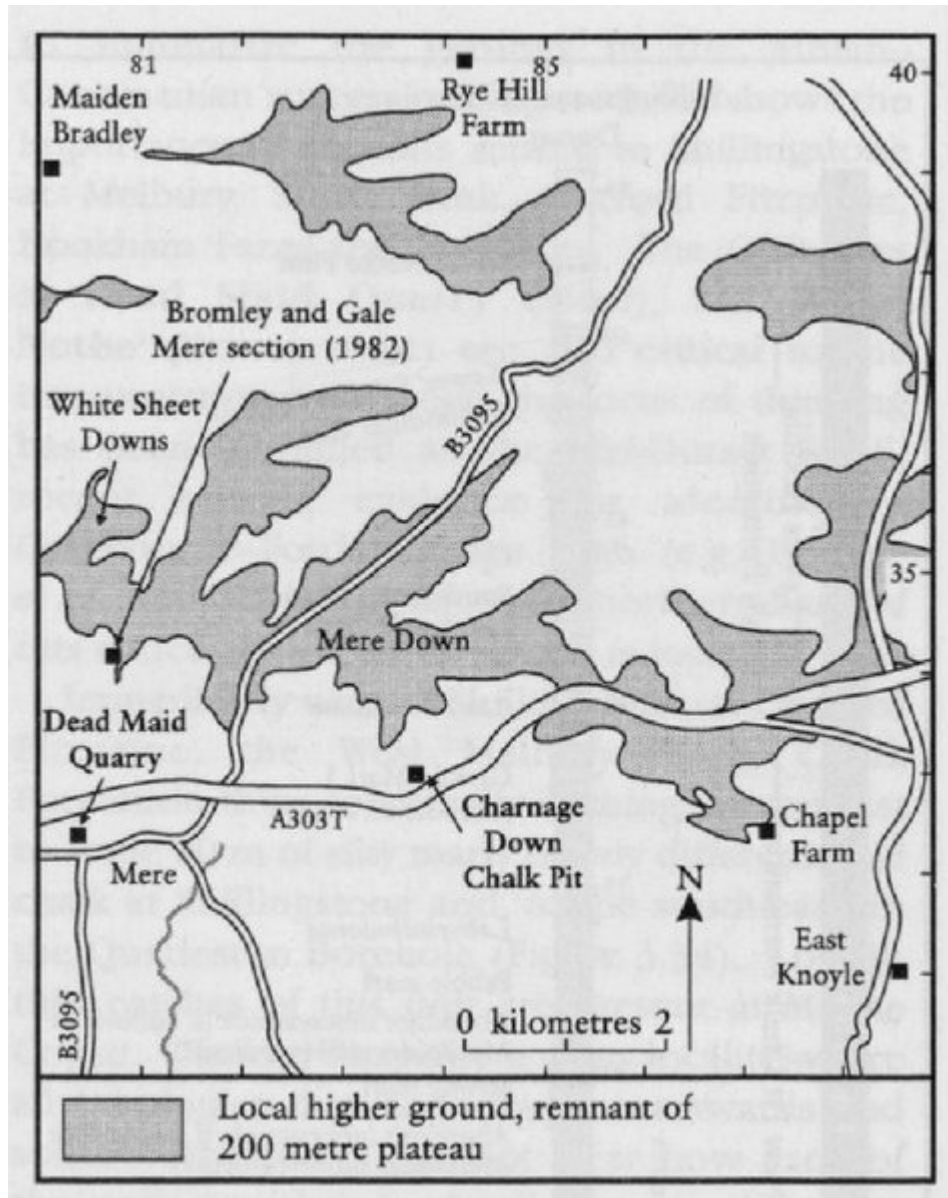 81
85
40
Maiden
Bradley
Rye Hill
Farm
Bromley and Gale
Mere section (1982)
White Sheet
Downs
B3095
35
Mere Down
Dead Maid
Quarry
A303T
Charnage
Down
Chalk Pit
Chapel
Farm
Mere
N
East
Knoyle
B3095
0 kilometres 2
Local higher ground, remnant of
200 metre plateau